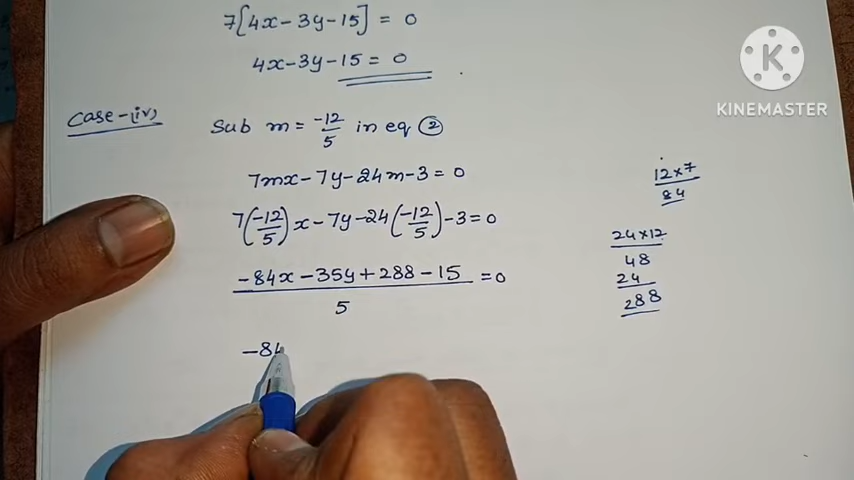 7[4x-3y-15] = 0
4x-3y-15 = 0
Case-(iv) Sub m = -12/5 in eq ②
7mx-7y-24m-3=0
7(-12/5)x-7y-24(-12/5)-3=0
-84x-35y+288-15/5 =0
-84
12x7
84
24x12
48
24
288
K
KINEMASTER